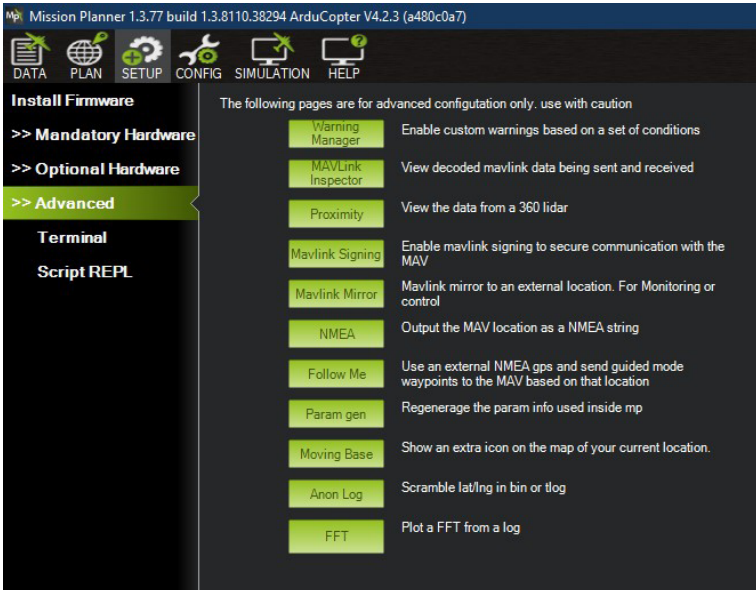 Mission Planner 1.3.77 build 1.3.8110.38294 ArduCopter V4.2.3 (a480c0a7)
DATA PLAN SETUP CONFIG SIMULATION HELP
Install Firmware
>> Mandatory Hardware
>> Optional Hardware
>> Advanced
Terminal
Script REPL
The following pages are for advanced configutation only. use with caution
Warning
Manager
Enable custom warnings based on a set of conditions
MAVLink
Inspector
View decoded mavlink data being sent and received
Proximity
View the data from a 360 lidar
Mavlink Signing
Enable mavlink signing to secure communication with the
MAV
Mavlink Mirror
Mavlink mirror to an external location. For Monitoring or
control
NMEA
Output the MAV location as a NMEA string
Follow Me
Use an external NMEA gps and send guided mode
waypoints to the MAV based on that location
Param gen
Regenerage the param info used inside mp
Moving Base
Show an extra icon on the map of your current location.
Anon Log
Scramble lat/lng in bin or tlog
FFT
Plot a FFT from a log